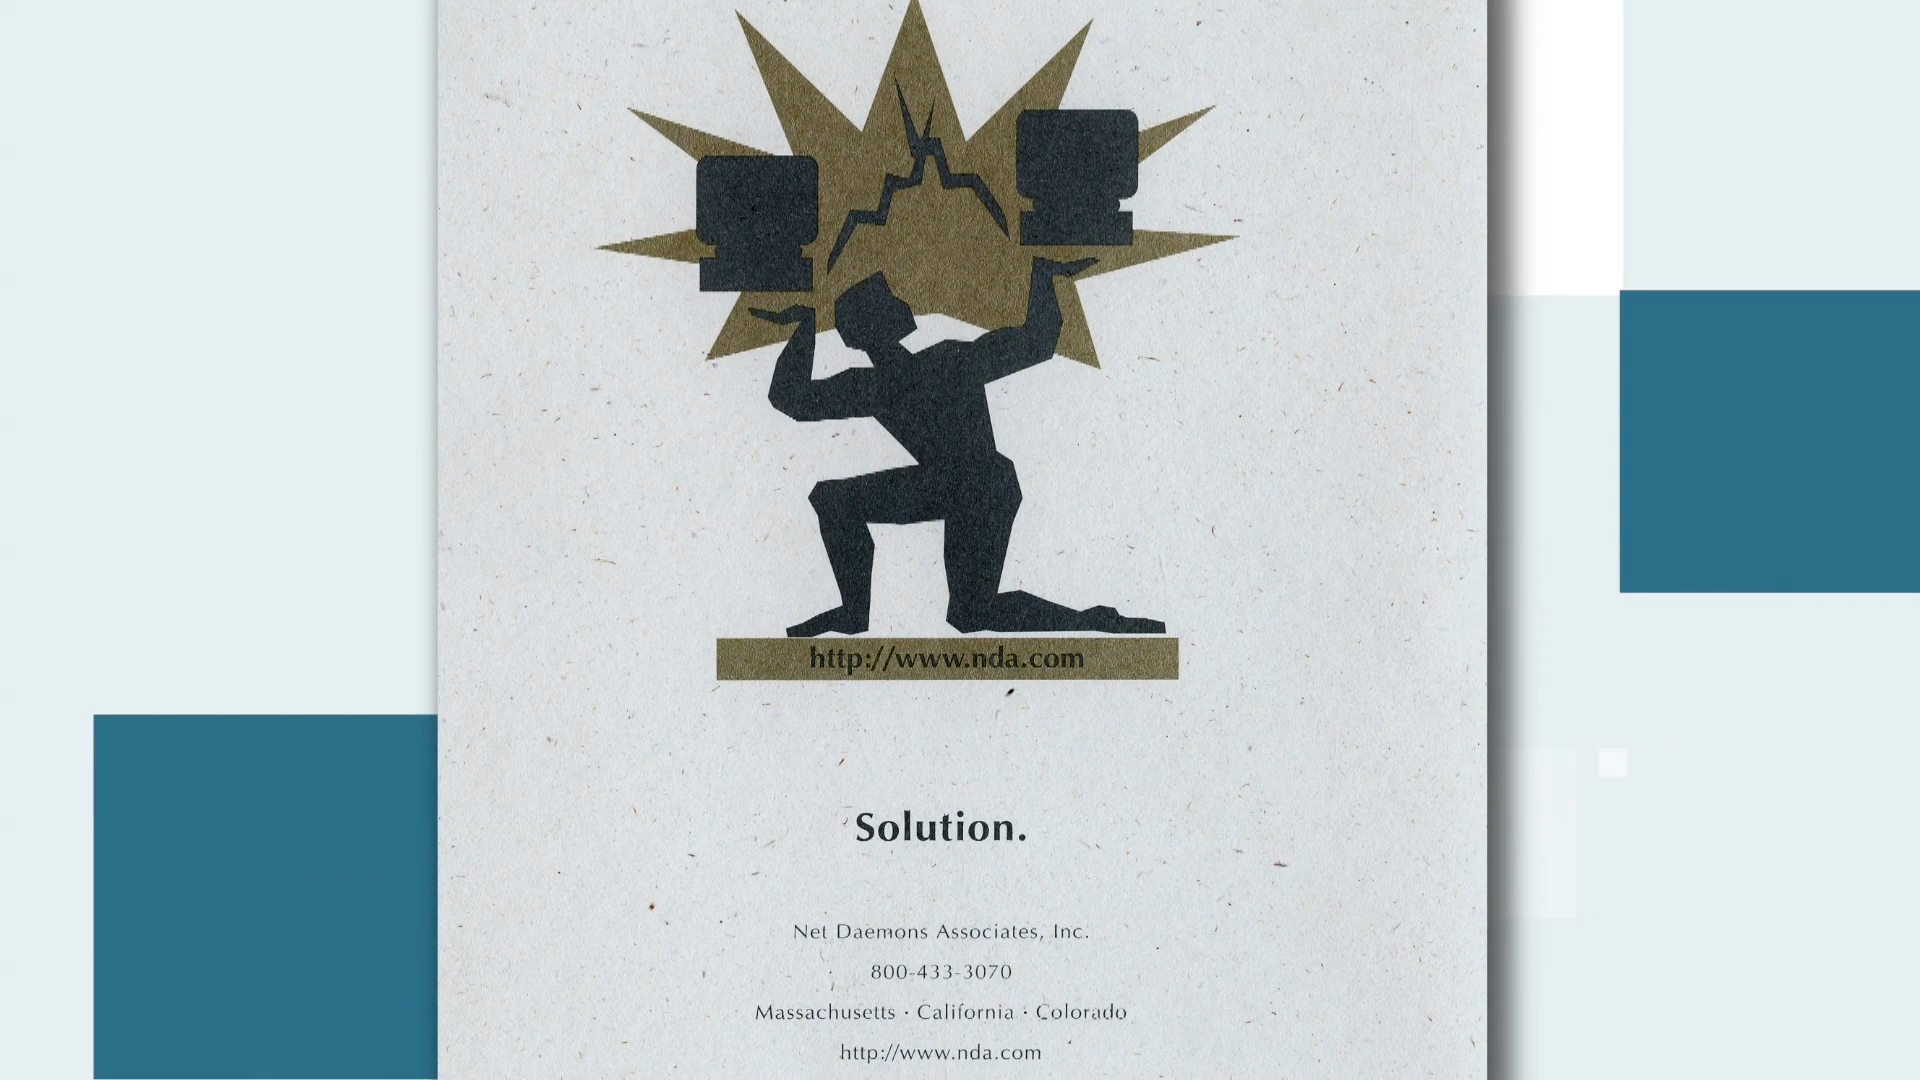 http://www.nda.com
Solution.
Net Daemons Associates, Inc.
800-433-3070
Massachusetts · California · Colorado
http://www.nda.com